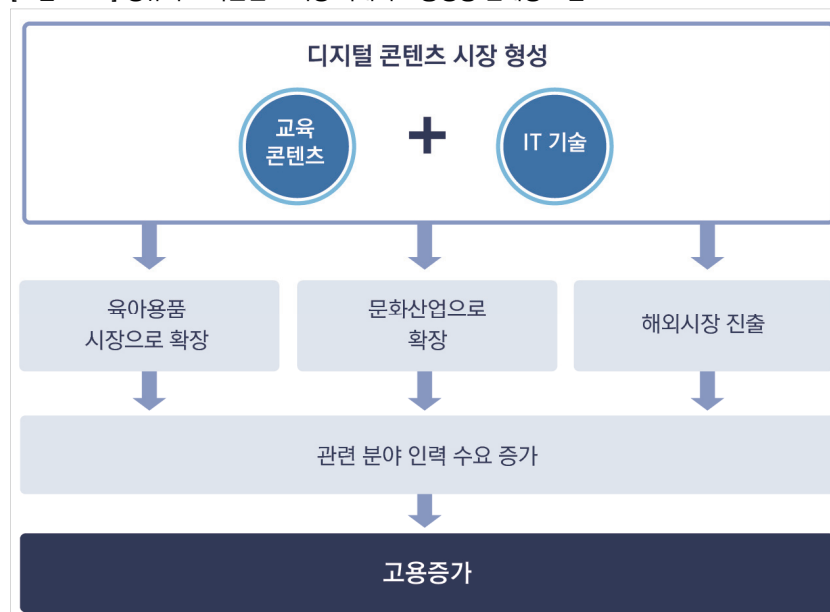 디지털 콘텐츠 시장 형성
교육
콘텐츠
+
IT 기술
육아용품
시장으로 확장
문화산업으로
확장
해외시장 진출
관련 분야 인력 수요 증가
고용증가